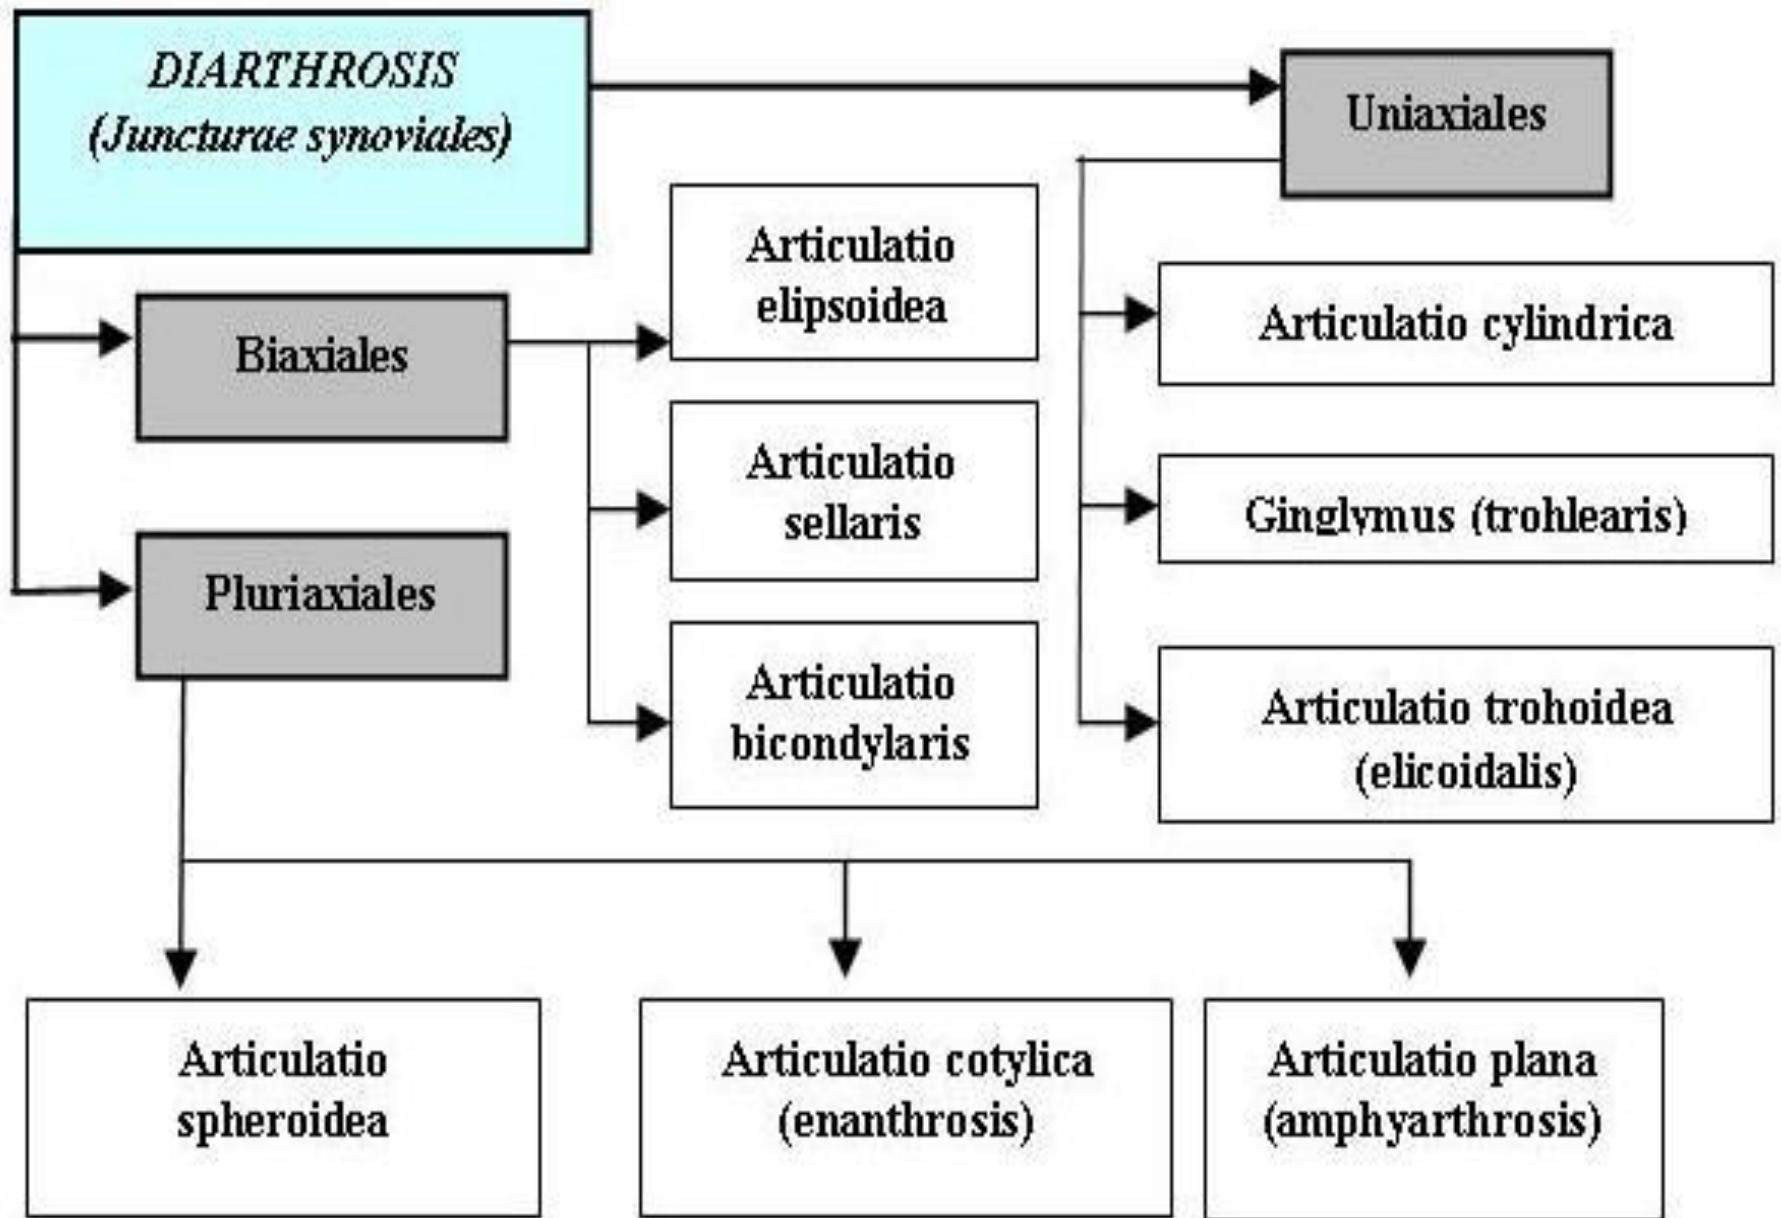 DIARTHROSIS
(Juncturae synoviales)
Uniaxiales
Articulatio
elipsoidea
Articulatio cylindrica
Biaxiales
Articulatio
sellaris
Ginglymus (trohlearis)
Pluriaxiales
Articulatio
bicondylaris
Articulatio trohoidea
(elicoidalis)
Articulatio
spheroidea
Articulatio cotylica
(enanthrosis)
Articulatio plana
(amphyarthrosis)